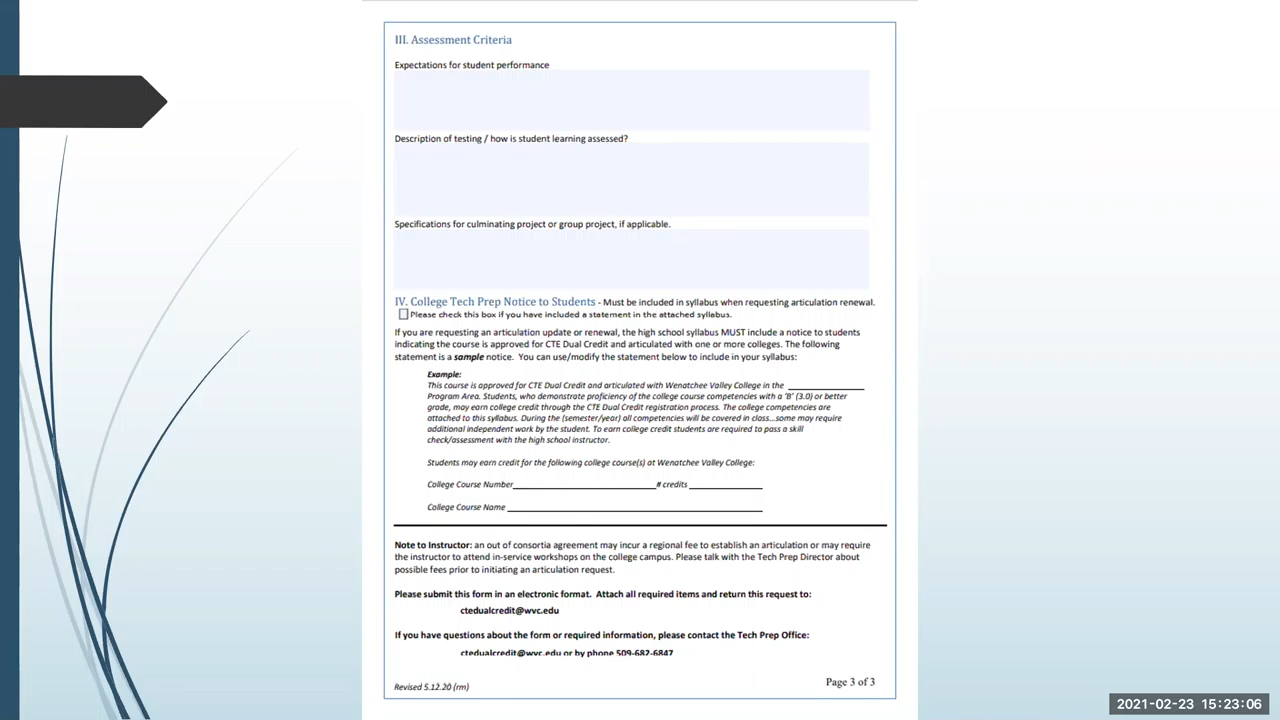 III. Assessment Criteria
Expectations for student performance
Description of testing / how is student learning assessed?
Specifications for culminating project or group project, if applicable.
IV. College Tech Prep Notice to Students - Must be included in syllabus when requesting articulation renewal.
Please check this box if you have included a statement in the attached syllabus.
If you are requesting an articulation update or renewal, the high school syllabus MUST include a notice to students
indicating the course is approved for CTE Dual Credit and articulated with one or more colleges. The following
statement is a sample notice. You can use/modify the statement below to include in your syllabus:
Example:
This course is approved for CTE Dual Credit and articulated with Wenatchee Valley College in the ________________
Program Area. Students, who demonstrate proficiency of the college course competencies with a 'B' (3.0) or better
grade, may earn college credit through the CTE Dual Credit registration process. The college competencies are
attached to this syllabus. During the (semester/year) all competencies will be covered in class...some may require
additional independent work by the student. To earn college credit students are required to pass a skill
check/assessment with the high school instructor.
Students may earn credit for the following college course(s) at Wenatchee Valley College:
College Course Number______________________________# credits ________________
College Course Name ______________________________________________________
Note to Instructor: an out of consortia agreement may incur a regional fee to establish an articulation or may require
the instructor to attend in-service workshops on the college campus. Please talk with the Tech Prep Director about
possible fees prior to initiating an articulation request.
Please submit this form in an electronic format. Attach all required items and return this request to:
ctedualcredit@wvc.edu
If you have questions about the form or required information, please contact the Tech Prep Office:
ctedualcredit@wvc.edu or by phone 509-682-6847
Page 3 of 3
Revised 5.12.20 (rm)
2021-02-23 15:23:06